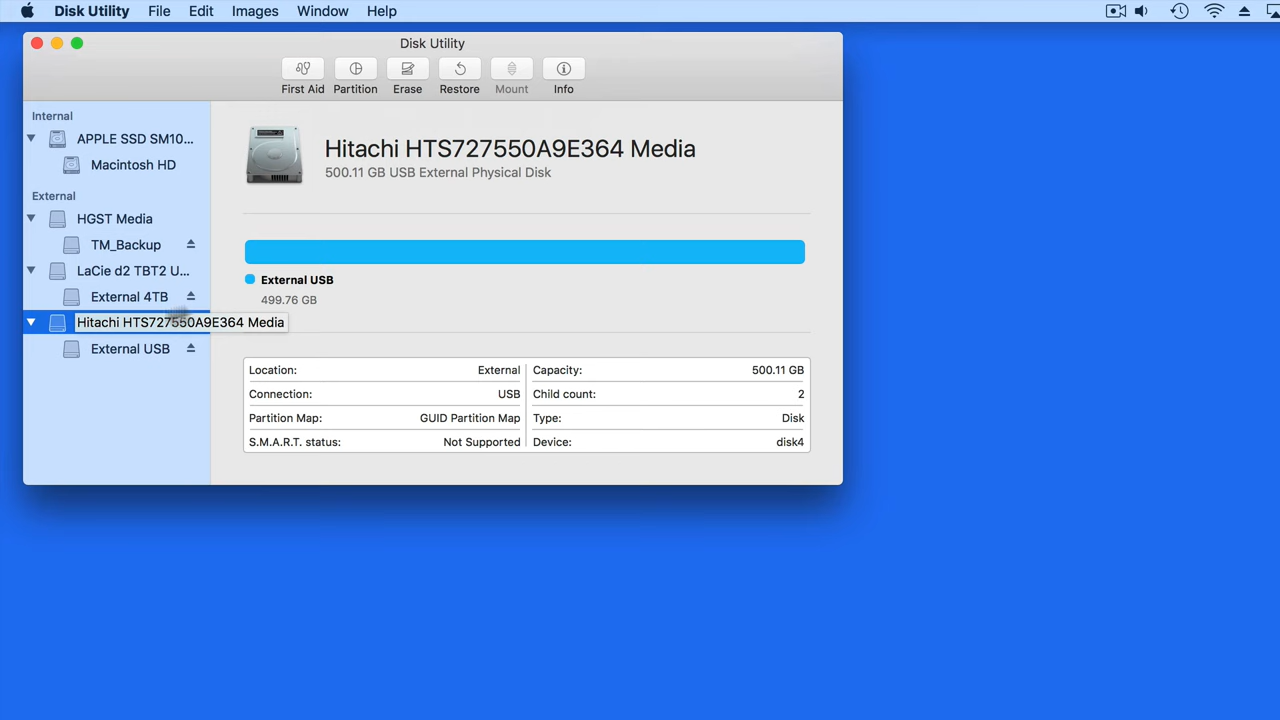 Disk Utility File Edit Images Window Help
Disk Utility
First Aid Partition Erase Restore Mount Info
Internal
APPLE SSD SM10...
Macintosh HD
External
HGST Media
TM_Backup
LaCie d2 TBT2 U...
External 4TB
Hitachi HTS727550A9E364 Media
External USB
Hitachi HTS727550A9E364 Media
500.11 GB USB External Physical Disk
External USB
499.76 GB
Location: External
Connection: USB
Partition Map: GUID Partition Map
S.M.A.R.T. status: Not Supported
Capacity: 500.11 GB
Child count: 2
Type: Disk
Device: disk4